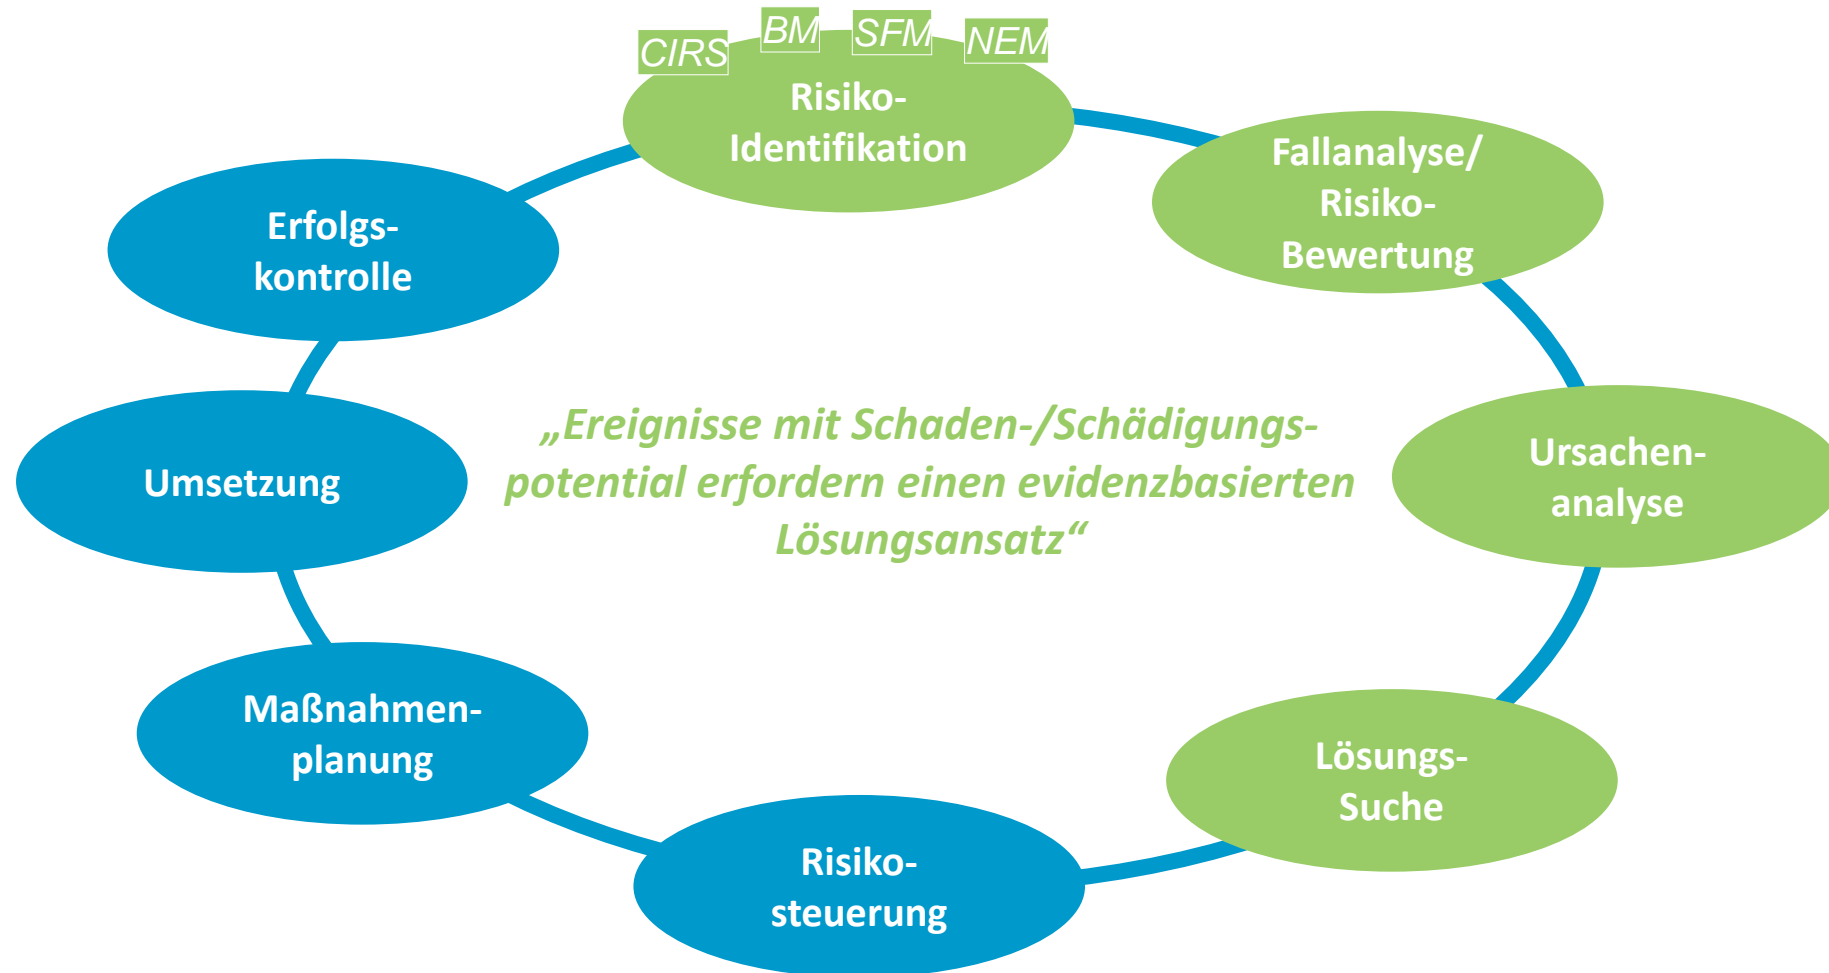 CIRS
BM
SFM
NEM
Risiko-
Identifikation
Fallanalyse/
Risiko-
Bewertung
Ursachen-
analyse
Lösungs-
Suche
Risiko-
steuerung
Maßnahmen-
planung
Umsetzung
Erfolgs-
kontrolle
„Ereignisse mit Schaden-/Schädigungs-
potential erfordern einen evidenzbasierten
Lösungsansatz“